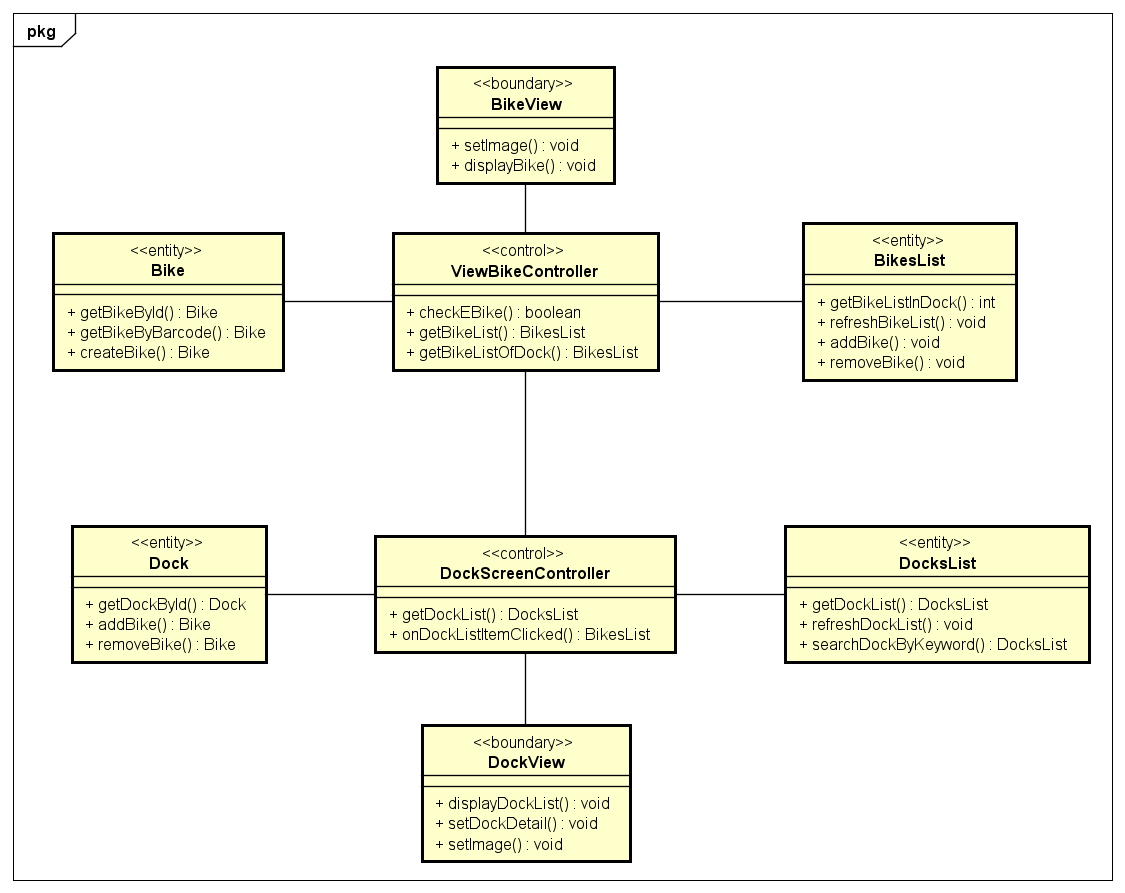 pkg
<<boundary>>
BikeView
+ setImage() : void
+ displayBike() : void
<<entity>>
Bike
+ getBikeById() : Bike
+ getBikeByBarcode() : Bike
+ createBike() : Bike
<<control>>
ViewBikeController
+ checkEBike() : boolean
+ getBikeList() : BikesList
+ getBikeListOfDock() : BikesList
<<entity>>
BikesList
+ getBikeListInDock() : int
+ refreshBikeList() : void
+ addBike() : void
+ removeBike() : void
<<entity>>
Dock
+ getDockById() : Dock
+ addBike() : Bike
+ removeBike() : Bike
<<control>>
DockScreenController
+ getDockList() : DocksList
+ onDockListItemClicked() : BikesList
<<entity>>
DocksList
+ getDockList() : DocksList
+ refreshDockList() : void
+ searchDockByKeyword() : DocksList
<<boundary>>
DockView
+ displayDockList() : void
+ setDockDetail() : void
+ setImage() : void